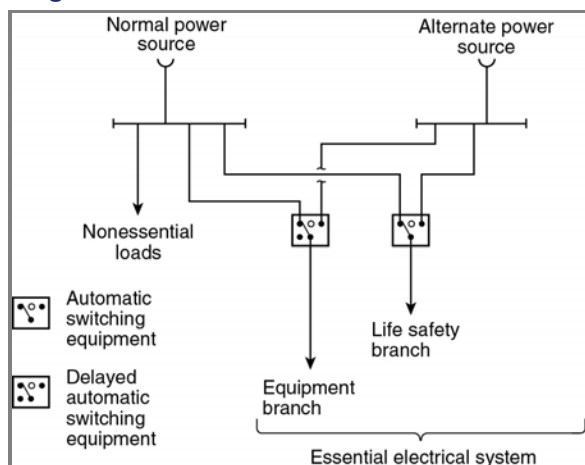 Normal power
source
Alternate power
source
Nonessential
loads
Automatic
switching
equipment
Delayed
automatic
switching
equipment
Life safety
branch
Equipment
branch
Essential electrical system